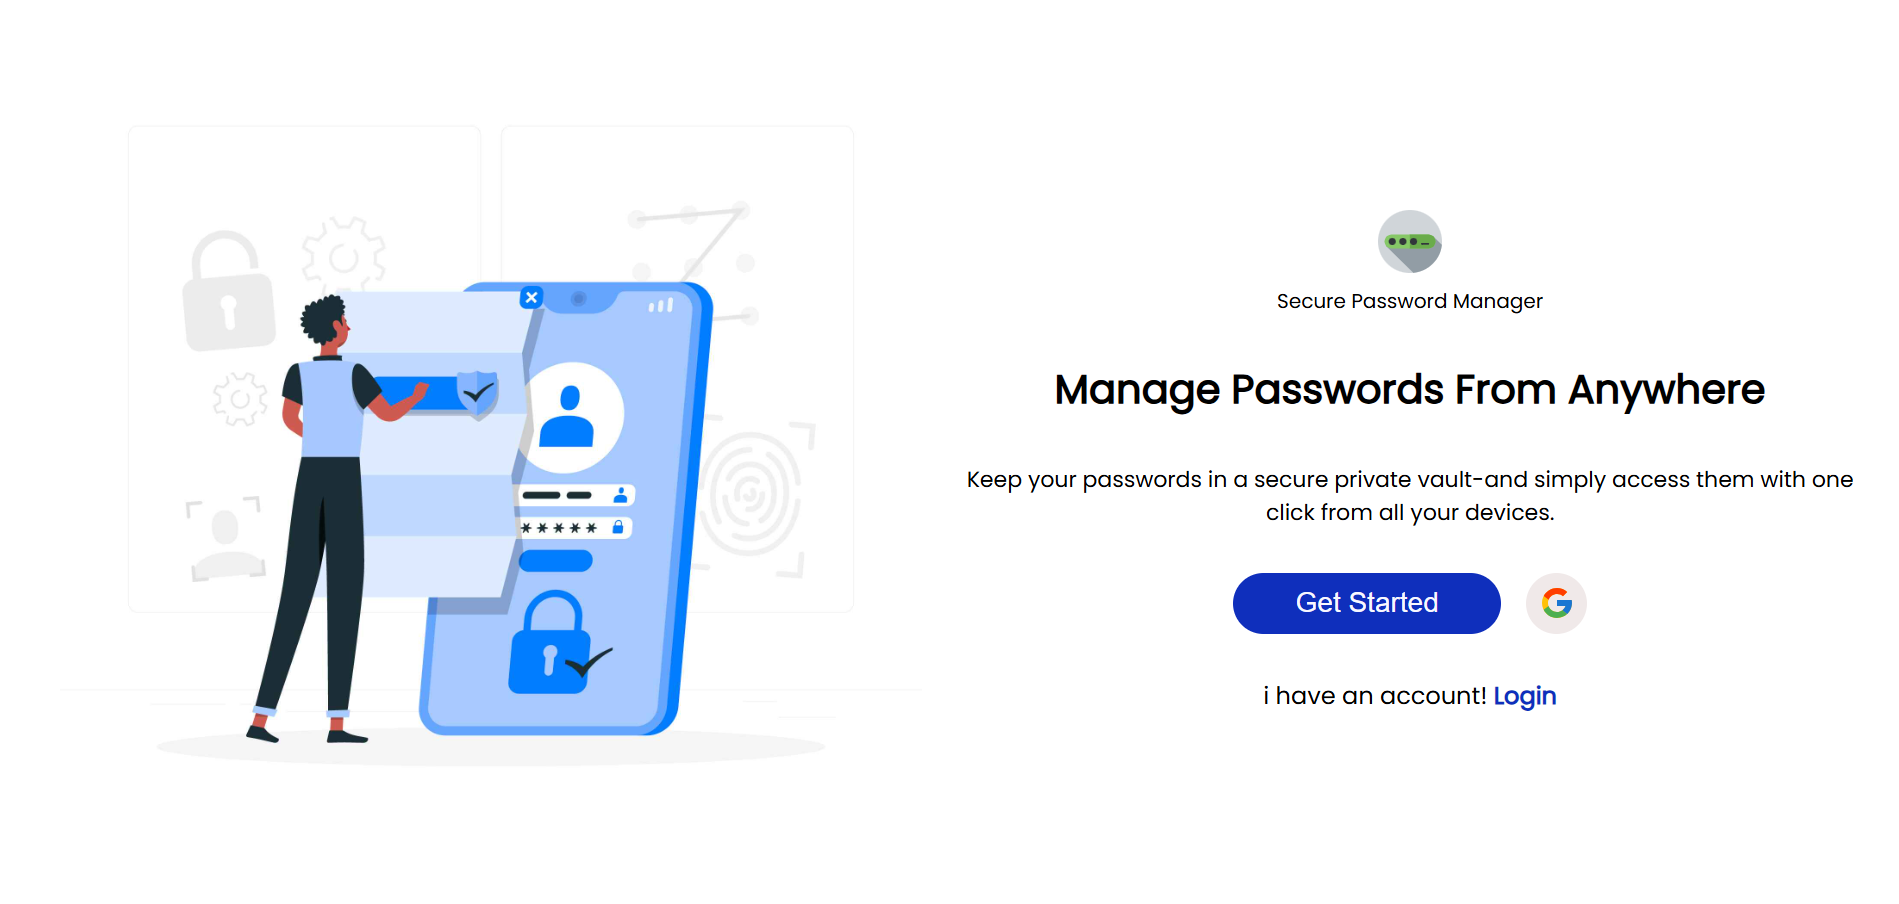 Secure Password Manager
Manage Passwords From Anywhere
Keep your passwords in a secure private vault-and simply access them with one
click from all your devices.
Get Started
i have an account! Login